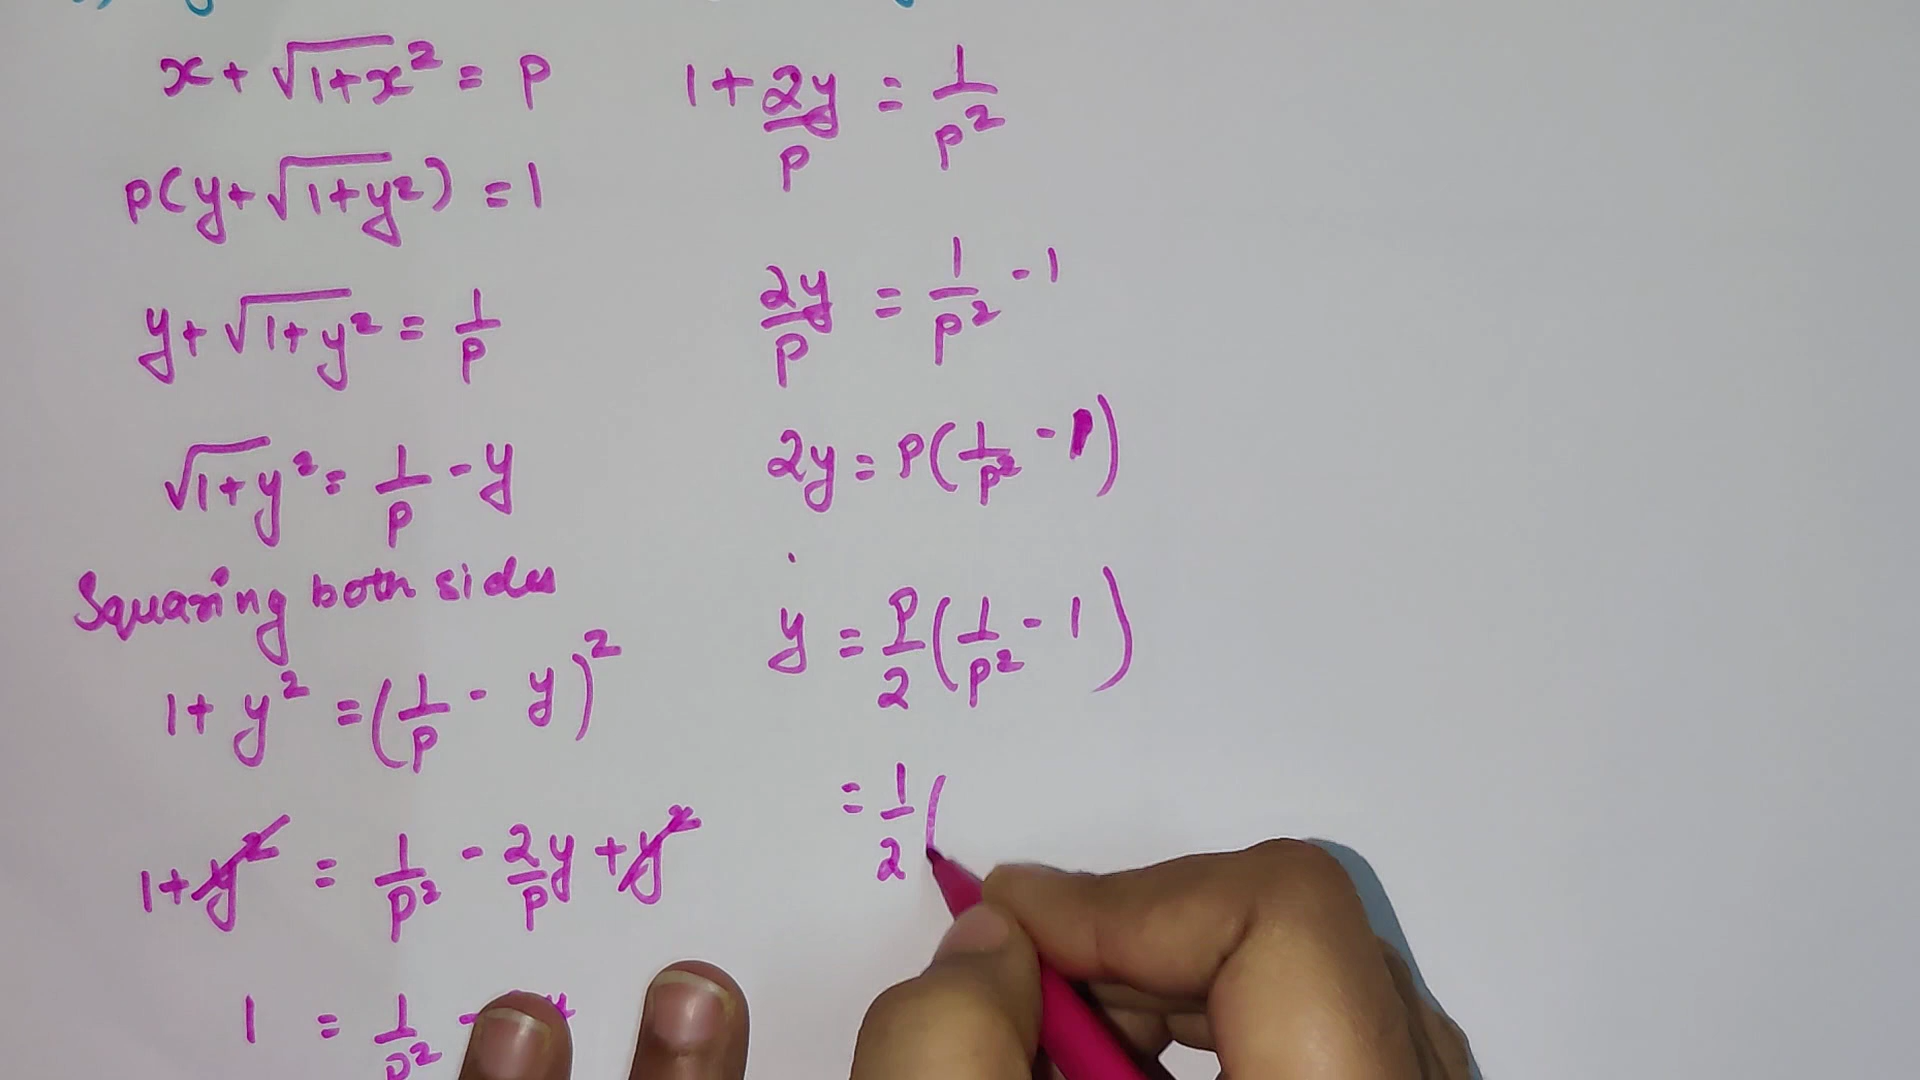 x + √1+x² = p
p(y+√1+y²) = 1
y+√1+y² = 1/p
√1+y² = 1/p - y
Squaring both sides
1 + y² = (1/p - y)²
1 + y² = 1/p² - 2/p y + y²
1 = 1/p² -
1 + 2y/p = 1/p²
2y/p = 1/p² - 1
2y = p(1/p² - 1)
y = p/2(1/p² - 1)
= 1/2(